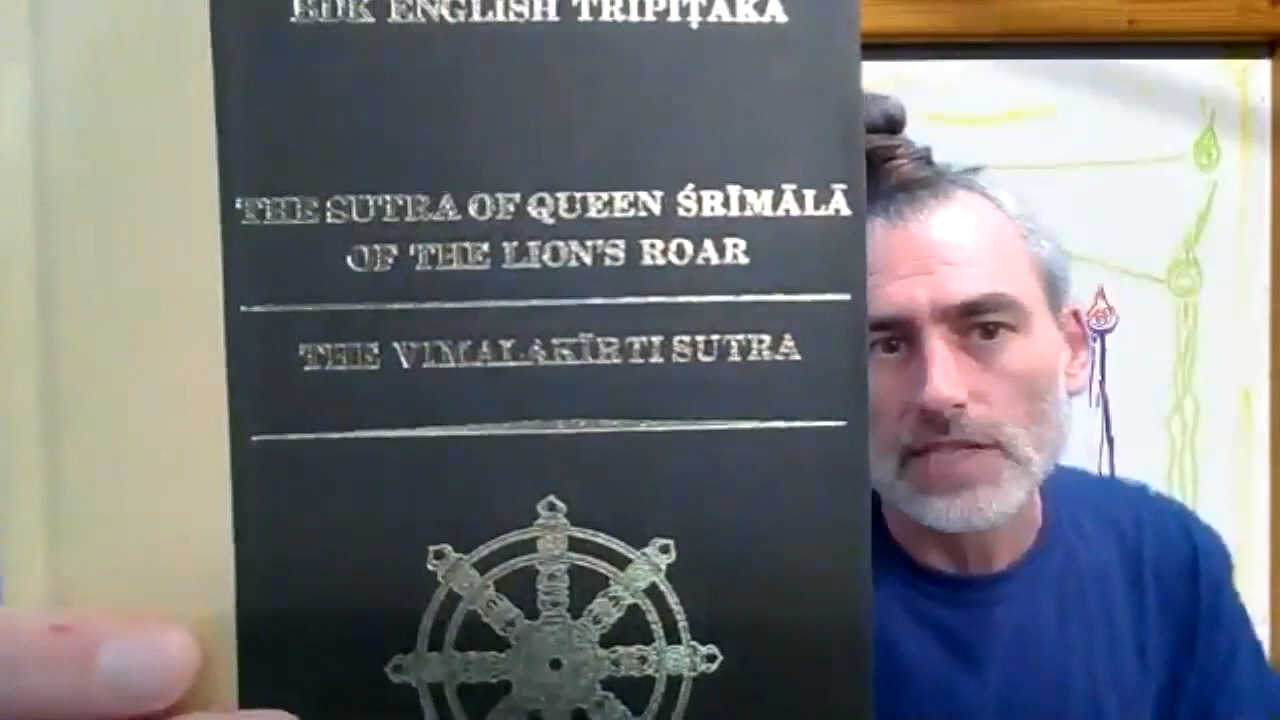 BDK ENGLISH TRIPIṬAKA
THE SUTRA OF QUEEN ŚRĪMĀLĀ
OF THE LION'S ROAR
THE VIMALAKĪRTI SUTRA